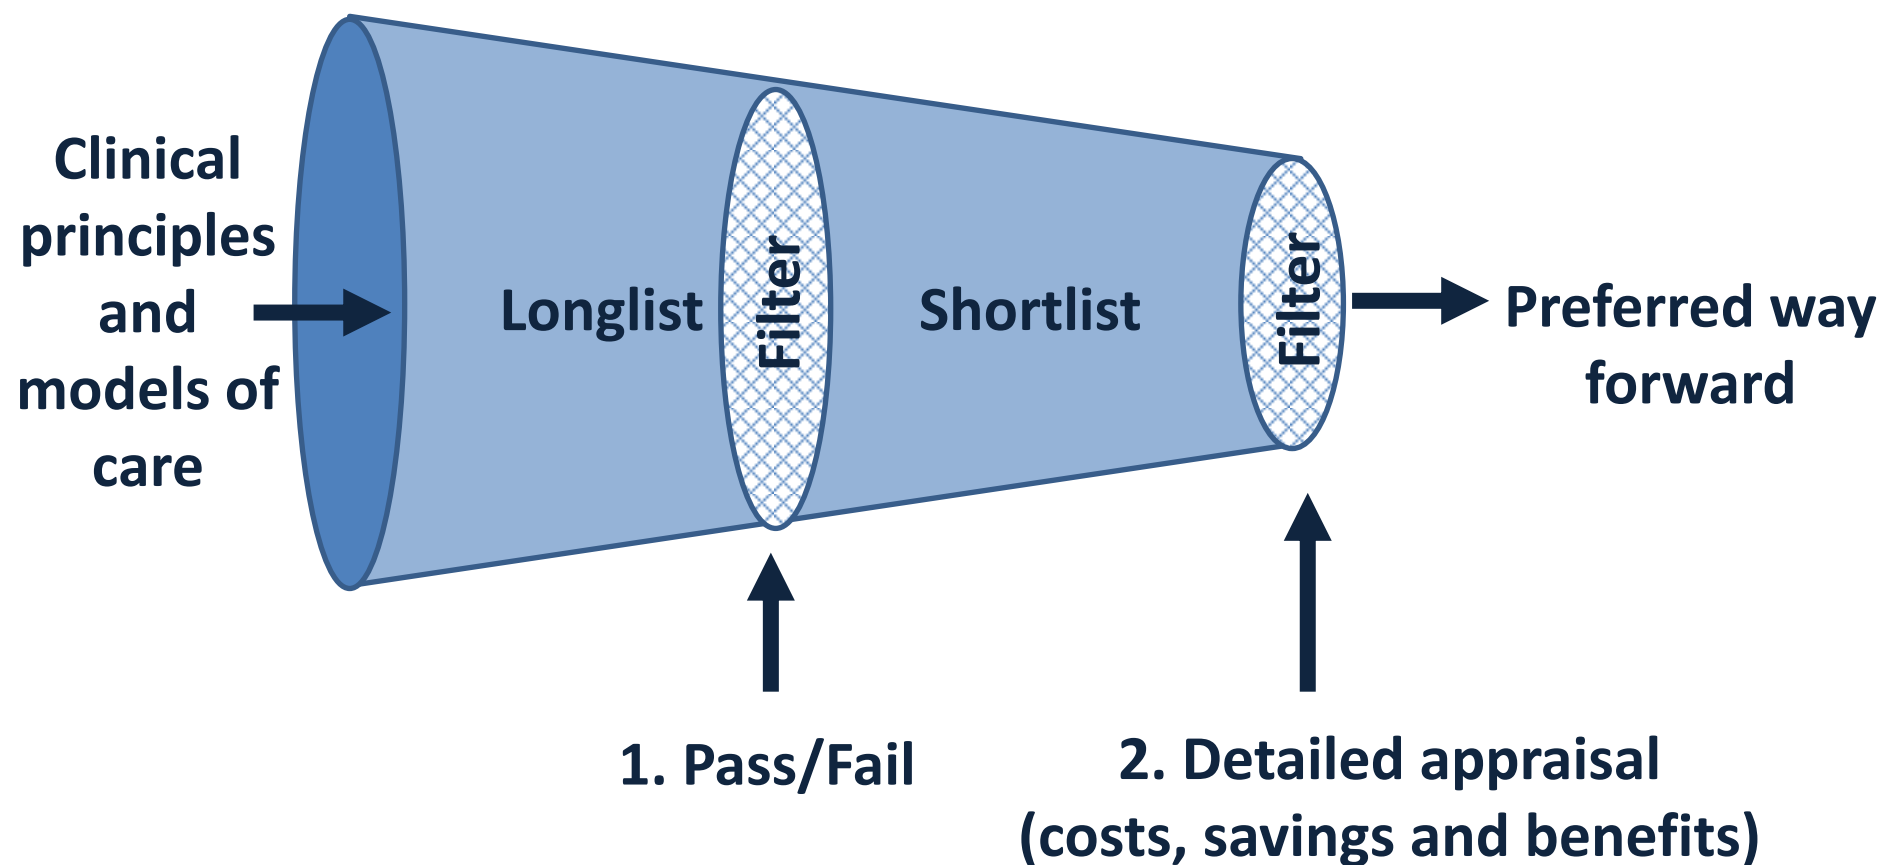 Clinical
principles
and
models of
care
Longlist
Filter
Shortlist
Filter
Preferred way
forward
1. Pass/Fail
2. Detailed appraisal
(costs, savings and benefits)